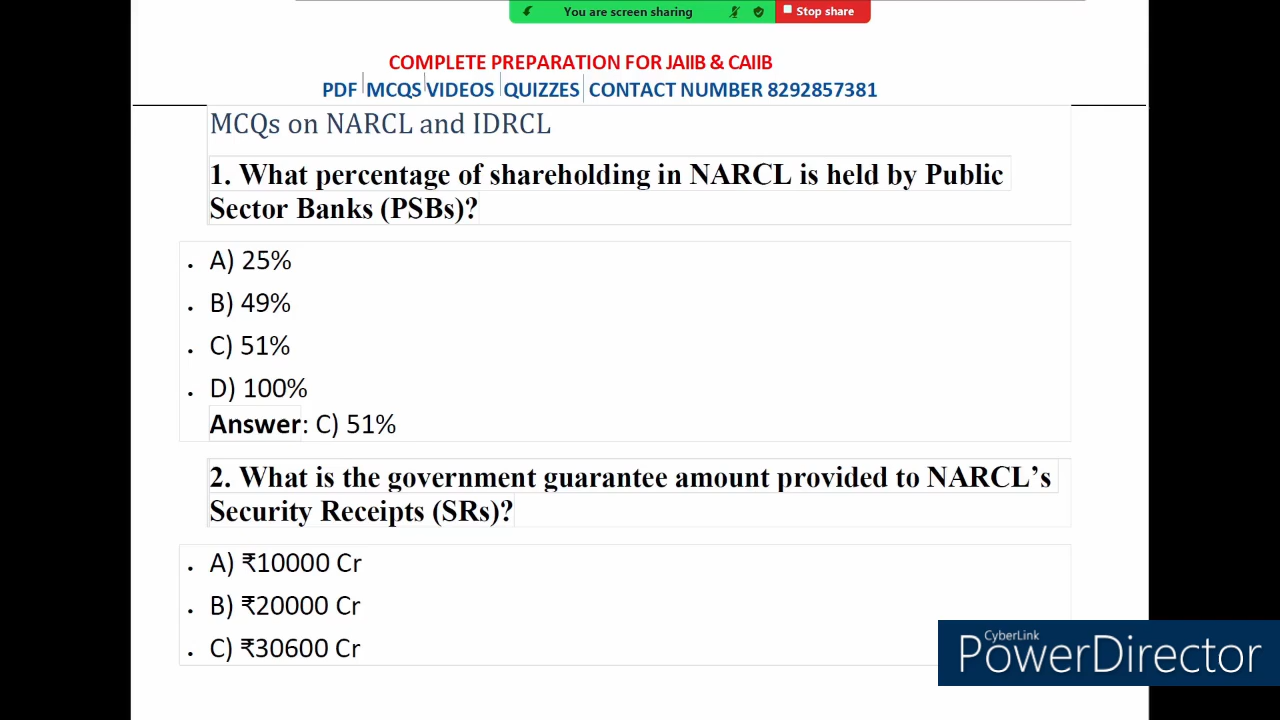 You are screen sharing
Stop share
COMPLETE PREPARATION FOR JAIIB & CAIIB
PDF MCQS VIDEOS QUIZZES CONTACT NUMBER 8292857381
MCQs on NARCL and IDRCL
1. What percentage of shareholding in NARCL is held by Public
Sector Banks (PSBs)?
• A) 25%
• B) 49%
• C) 51%
• D) 100%
Answer: C) 51%
2. What is the government guarantee amount provided to NARCL’s
Security Receipts (SRs)?
• A) ₹10000 Cr
• B) ₹20000 Cr
• C) ₹30600 Cr
CyberLink
PowerDirector